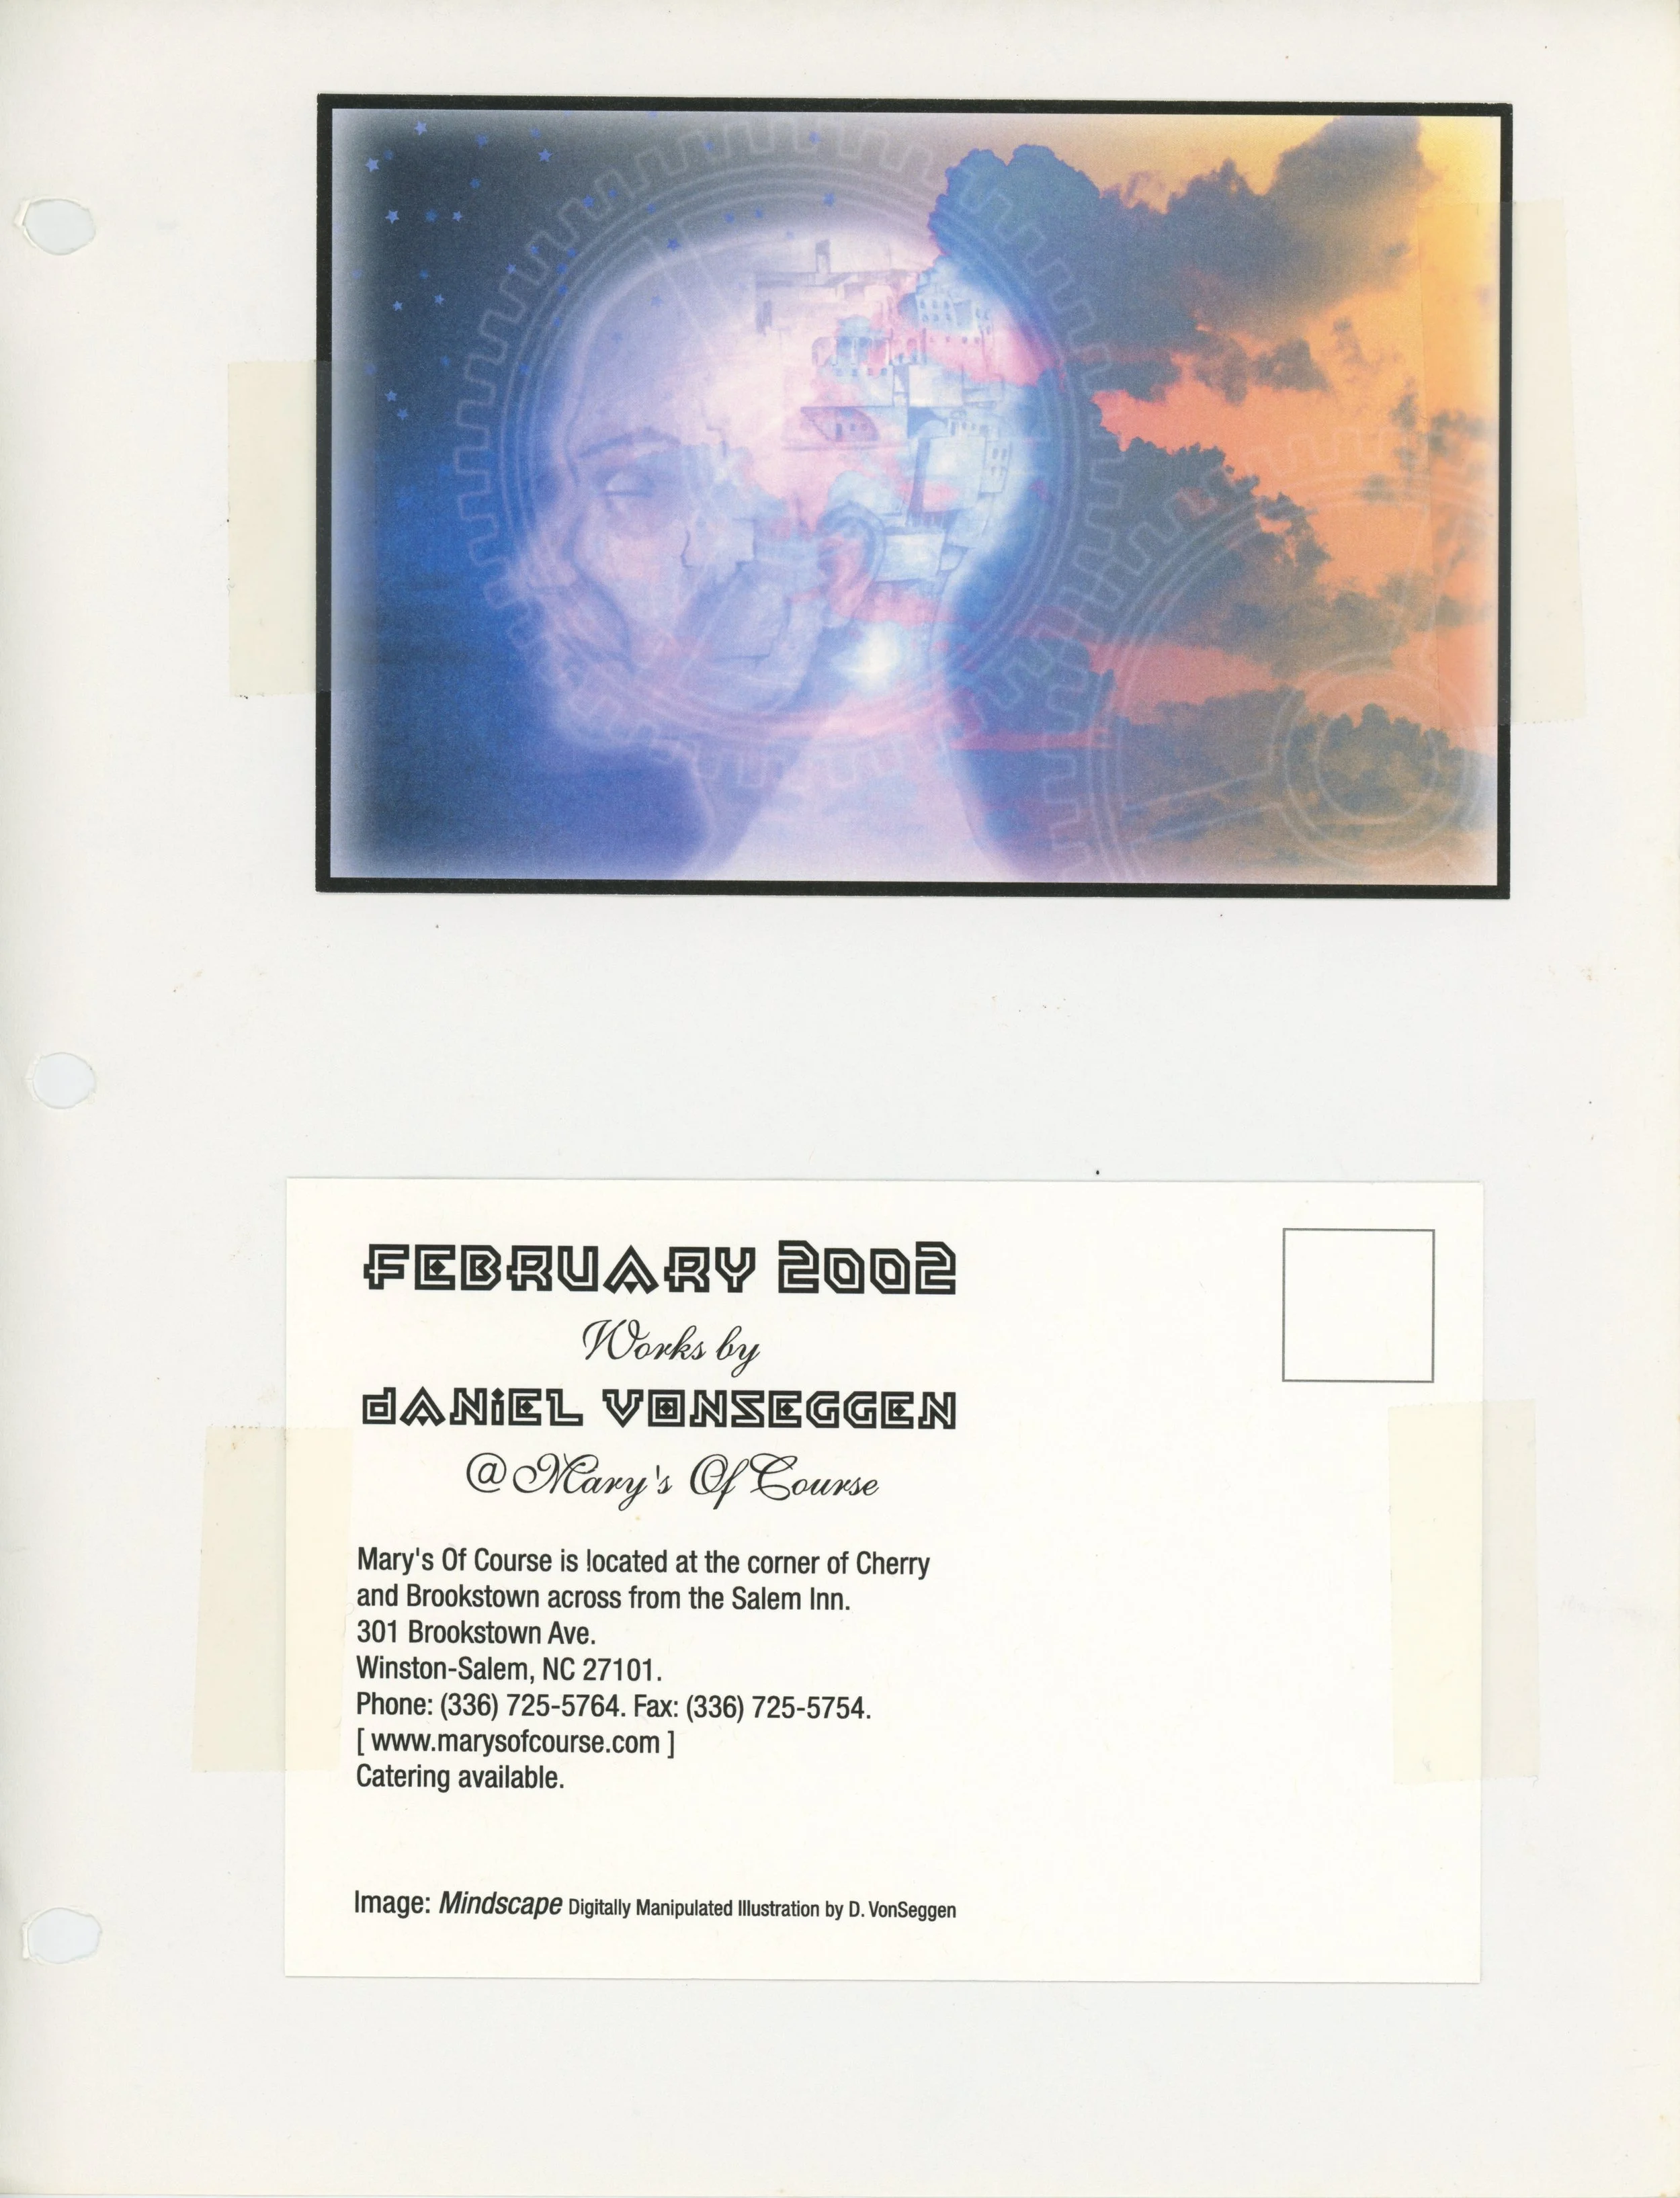 FEBRUARY 2002
Works by
dANiEL VONSEGGEN
@Mary's Of Course
Mary's Of Course is located at the corner of Cherry
and Brookstown across from the Salem Inn.
301 Brookstown Ave.
Winston-Salem, NC 27101.
Phone: (336) 725-5764. Fax: (336) 725-5754.
[ www.marysofcourse.com ]
Catering available.
Image: Mindscape Digitally Manipulated Illustration by D. VonSeggen